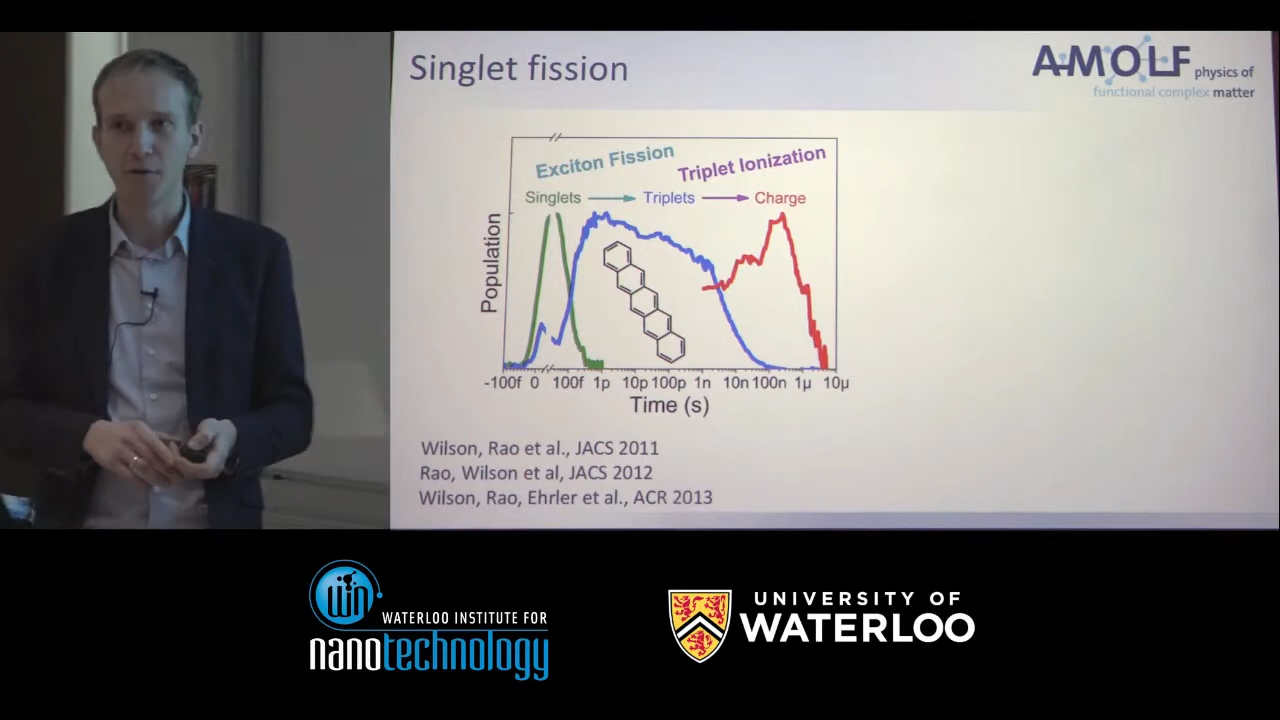 Singlet fission
AMOLF physics of
functional complex matter
Exciton Fission
Triplet Ionization
Singlets
Triplets
Charge
Population
-100f 0 100f 1p 10p 100p 1n 10n 100n 1µ 10µ
Time (s)
Wilson, Rao et al., JACS 2011
Rao, Wilson et al, JACS 2012
Wilson, Rao, Ehrler et al., ACR 2013
WATERLOO INSTITUTE FOR
nanotechnology
UNIVERSITY OF
WATERLOO